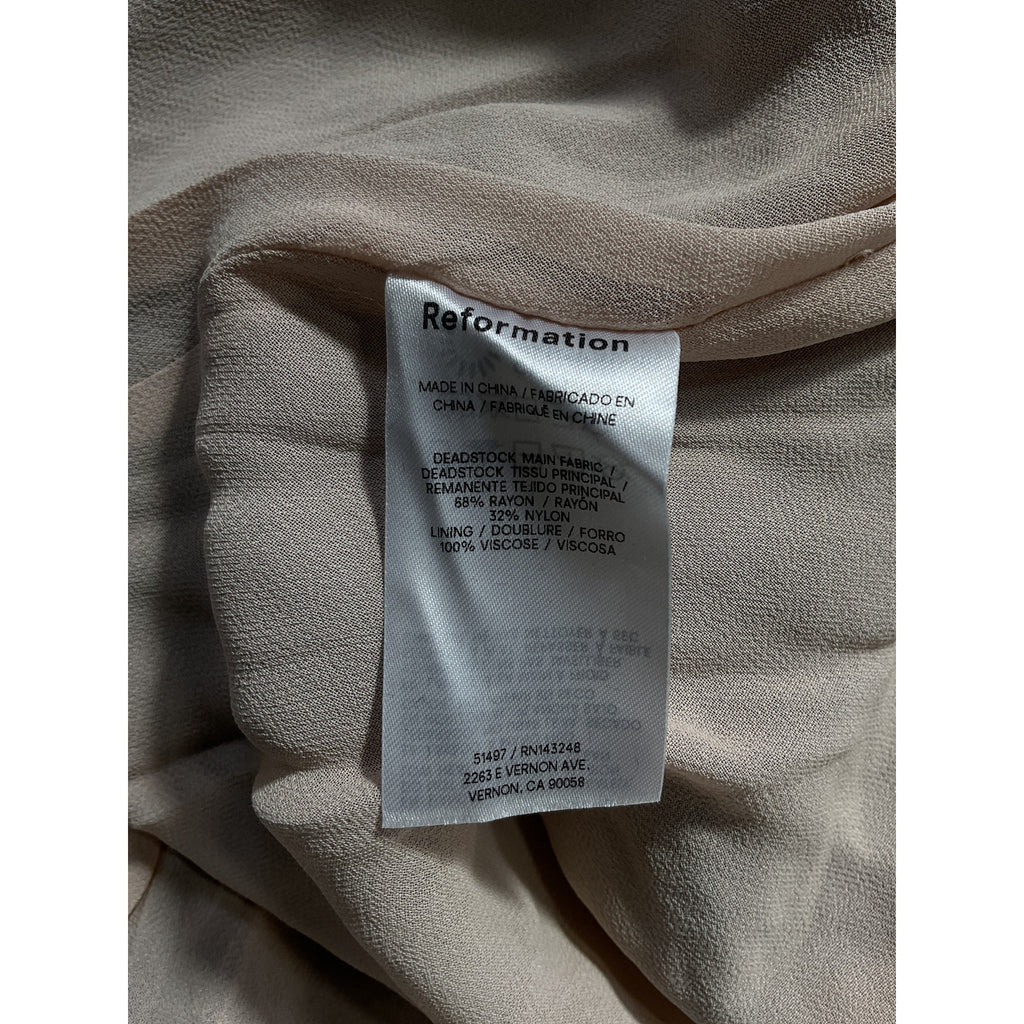 Reformation
MADE IN CHINA / FABRICADO EN
CHINA / FABRIQUÉ EN CHINE
DEADSTOCK MAIN FABRIC /
DEADSTOCK TISSU PRINCIPAL /
REMANENTE TEJIDO PRINCIPAL
68% RAYON / RAYÓN
32% NYLON
LINING / DOUBLURE / FORRO
100% VISCOSE / VISCOSA
51497 / RN143248
2263 E VERNON AVE.
VERNON, CA 90058